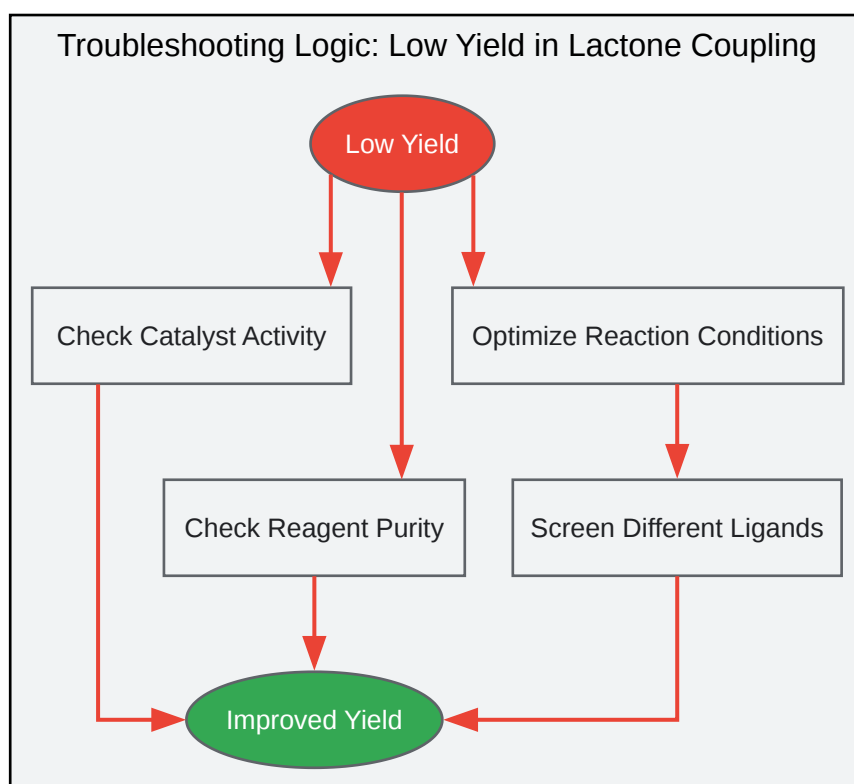 Troubleshooting Logic: Low Yield in Lactone Coupling
Low Yield
Check Catalyst Activity
Optimize Reaction Conditions
Check Reagent Purity
Screen Different Ligands
Improved Yield